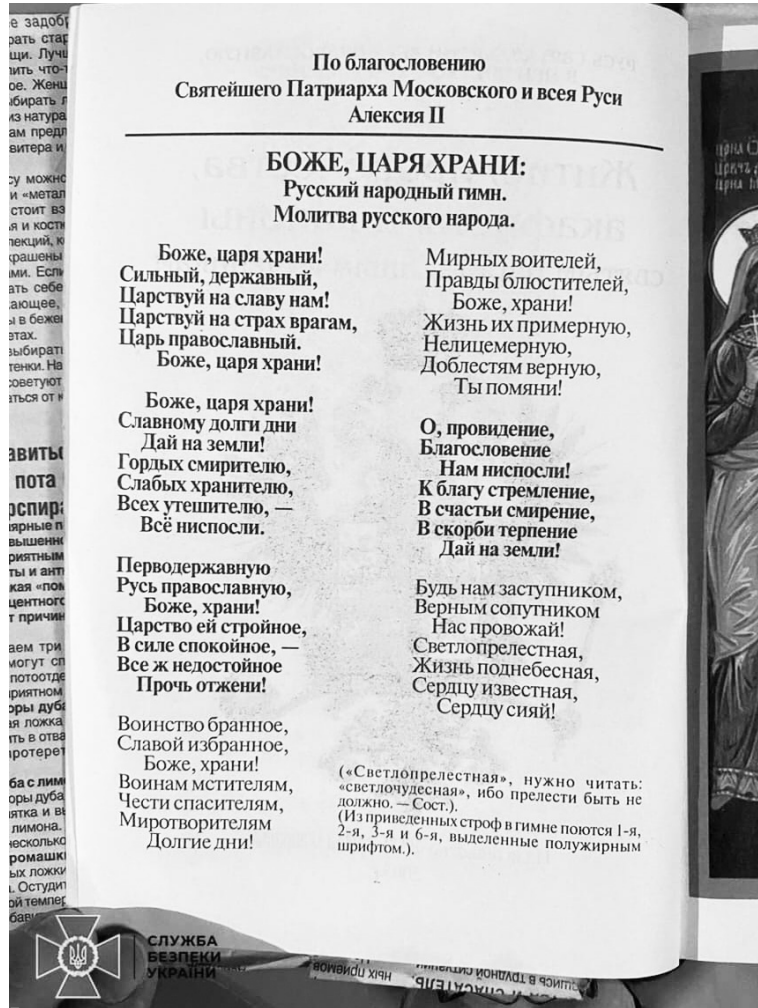 По благословению
Святейшего Патриарха Московского и всея Руси
Алексия II
БОЖЕ, ЦАРЯ ХРАНИ:
Русский народный гимн.
Молитва русского народа.
Боже, царя храни!
Сильный, державный,
Царствуй на славу нам!
Царствуй на страх врагам,
Царь православный.
Боже, царя храни!
Боже, царя храни!
Славному долги дни
Дай на земли!
Гордых смирителю,
Слабых хранителю,
Всех утешителю, —
Всё ниспосли.
Перводержавную
Русь православную,
Боже, храни!
Царство ей стройное,
В силе спокойное, —
Все ж недостойное
Прочь отжени!
Воинство бранное,
Славой избранное,
Боже, храни!
Воинам мстителям,
Чести спасителям,
Миротворителям
Долгие дни!
Мирных воителей,
Правды блюстителей,
Боже, храни!
Жизнь их примерную,
Нелицемерную,
Доблестям верную,
Ты помяни!
О, провидение,
Благословение
Нам ниспосли!
К благу стремление,
В счастьи смирение,
В скорби терпение
Дай на земли!
Будь нам заступником,
Верным сопутником
Нас провожай!
Светлопрелестная,
Жизнь поднебесная,
Сердцу известная,
Сердцу сияй!
(«Светлопрелестная», нужно читать:
«светлочудесная», ибо прелести быть не
должно. — Сост.).
(Из приведенных строф в гимне поются 1-я,
2-я, 3-я и 6-я, выделенные полужирным
шрифтом.).
СЛУЖБА
БЕЗПЕКИ
УКРАЇНИ